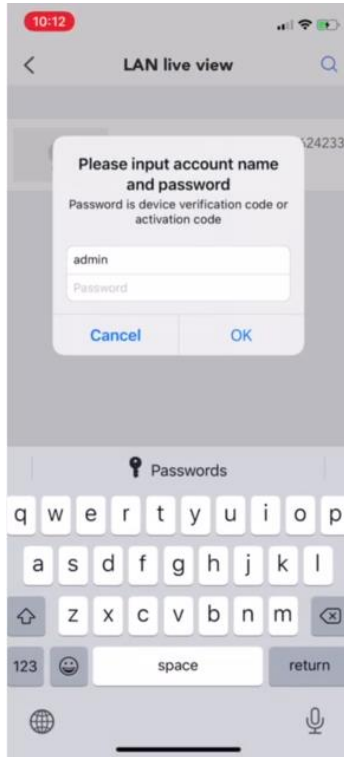 10:12
LAN live view
624233
Please input account name
and password
Password is device verification code or
activation code
admin
Password
Cancel OK
Passwords
q w e r t y u i o p
a s d f g h j k l
z x c v b n m
123 space return